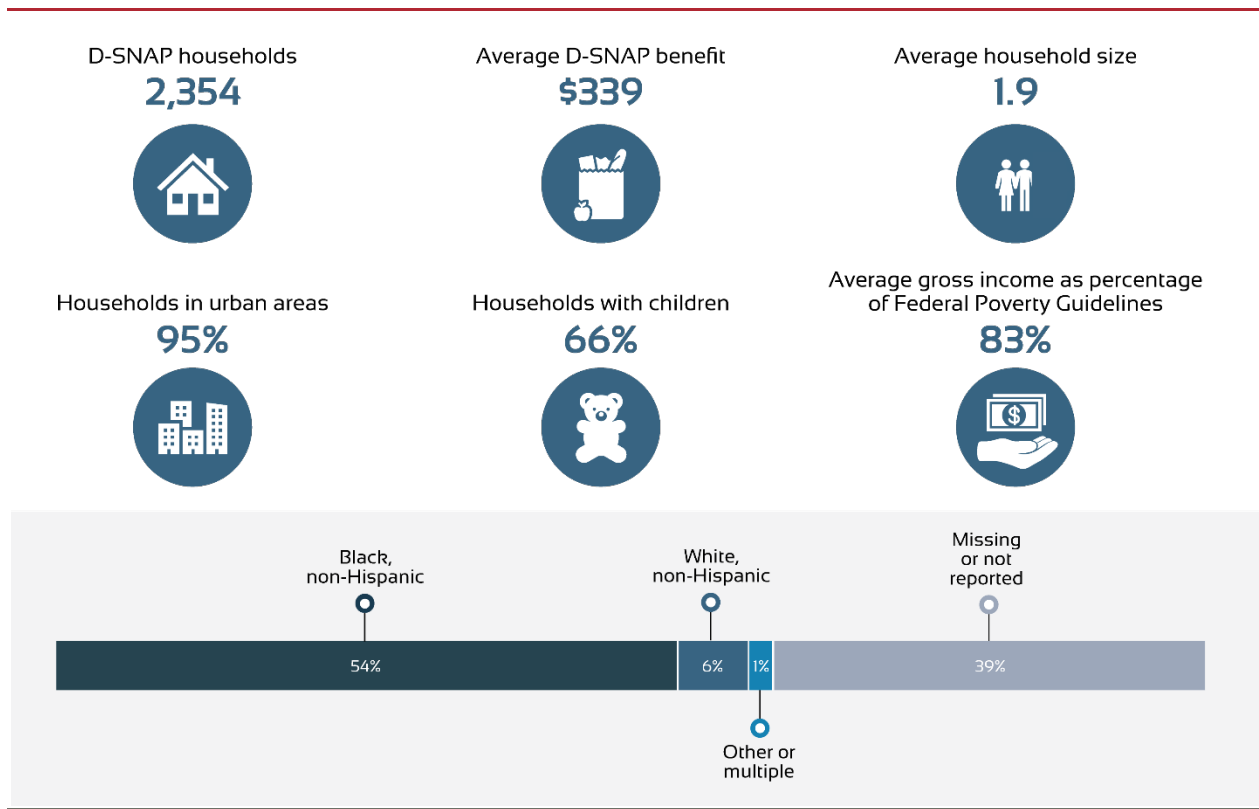 D-SNAP households
2,354
Average D-SNAP benefit
$339
Average household size
1.9
Households in urban areas
95%
Households with children
66%
Average gross income as percentage
of Federal Poverty Guidelines
83%
$
Black,
non-Hispanic
White,
non-Hispanic
Missing
or not
reported
54%
6%
1%
39%
Other or
multiple